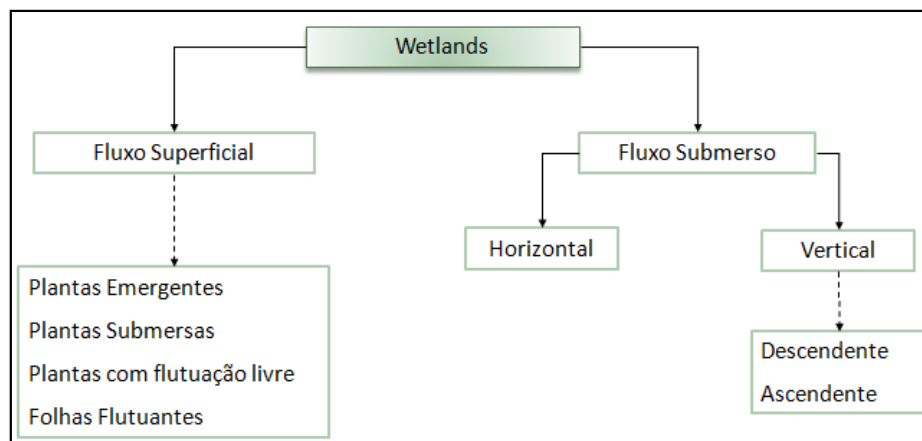 Wetlands
Fluxo Superficial
Fluxo Submerso
Horizontal
Vertical
Plantas Emergentes
Plantas Submersas
Plantas com flutuação livre
Folhas Flutuantes
Descendente
Ascendente